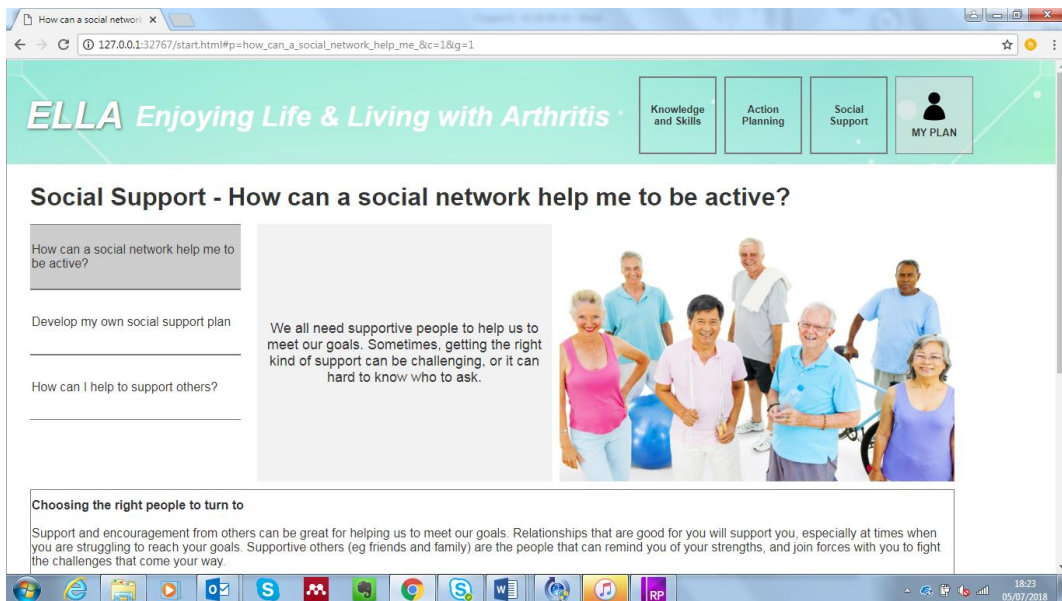 How can a social networ
127.0.0.1:32767/start.html#p=how_can_a_social_network_help_me_&c=1&g=1
ELLA Enjoying Life & Living with Arthritis
Knowledge
and Skills
Action
Planning
Social
Support
MY PLAN
Social Support - How can a social network help me to be active?
How can a social network help me to
be active?
Develop my own social support plan
How can I help to support others?
We all need supportive people to help us to
meet our goals. Sometimes, getting the right
kind of support can be challenging, or it can
hard to know who to ask.
Choosing the right people to turn to
Support and encouragement from others can be great for helping us to meet our goals. Relationships that are good for you will support you, especially at times when
you are struggling to reach your goals. Supportive others (eg friends and family) are the people that can remind you of your strengths, and join forces with you to fight
the challenges that come your way.
RP
18:23
05/07/2018